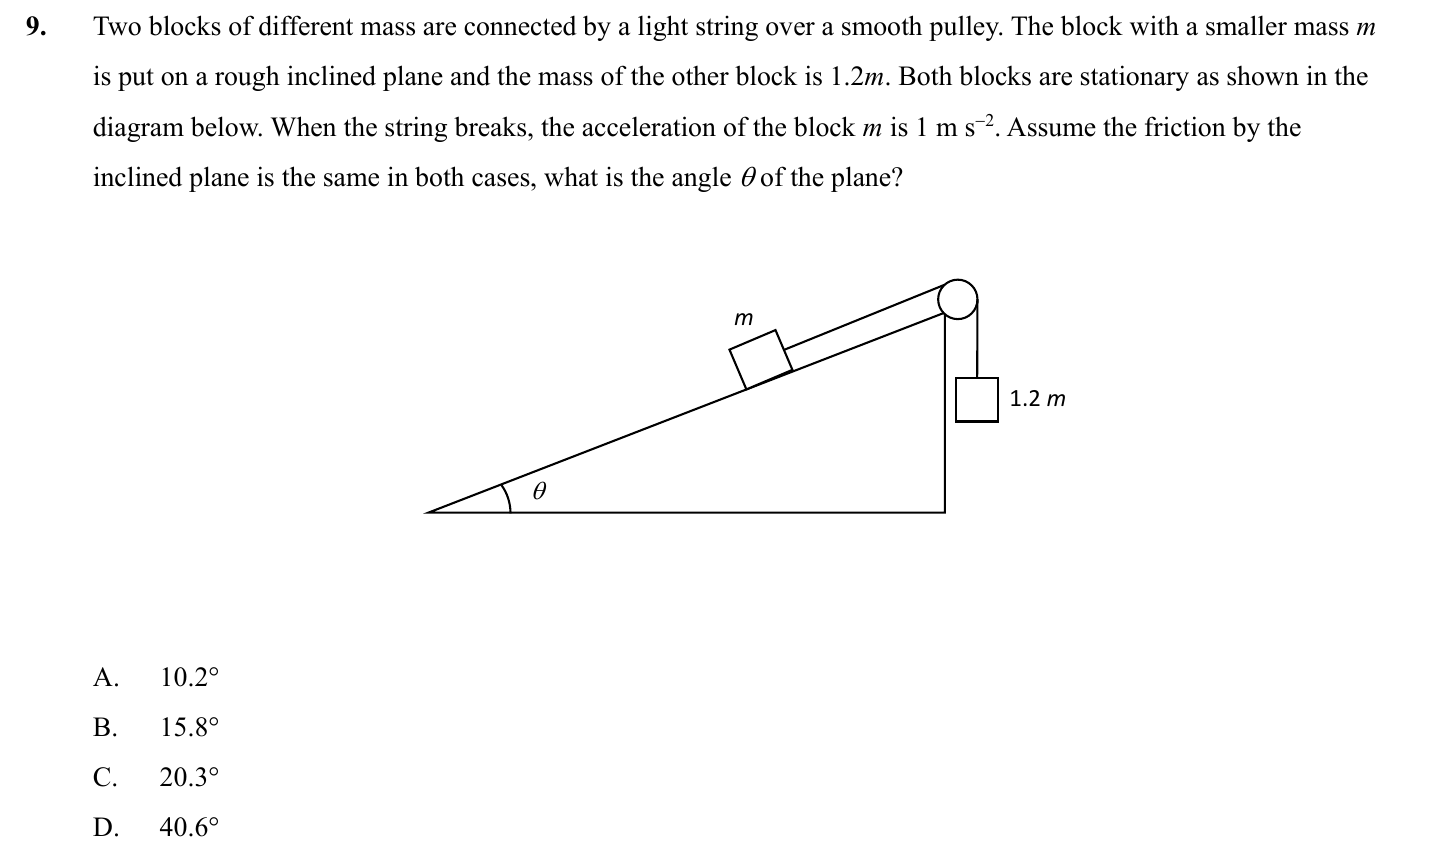 9. Two blocks of different mass are connected by a light string over a smooth pulley. The block with a smaller mass m
is put on a rough inclined plane and the mass of the other block is 1.2m. Both blocks are stationary as shown in the
diagram below. When the string breaks, the acceleration of the block m is 1 m s⁻². Assume the friction by the
inclined plane is the same in both cases, what is the angle θ of the plane?
m
1.2 m
θ
A. 10.2°
B. 15.8°
C. 20.3°
D. 40.6°